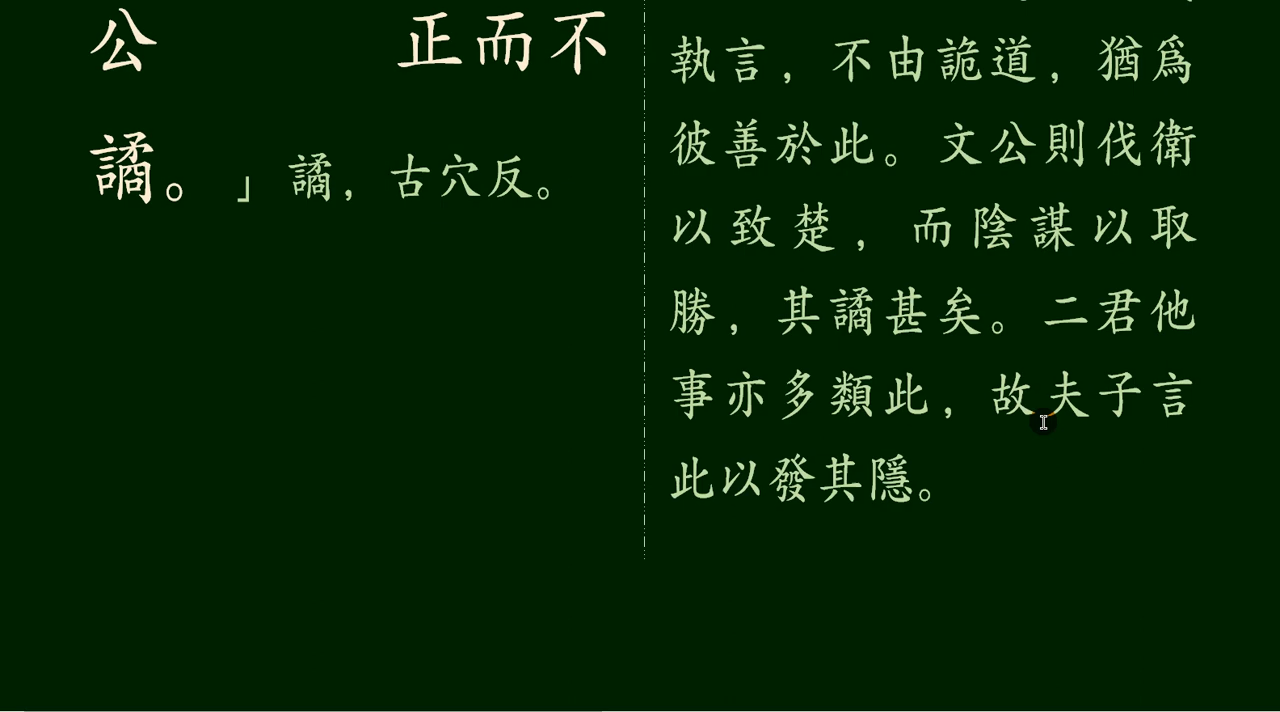 公 正而不
譎。」譎，古穴反。
執言，不由詭道，猶爲
彼善於此。文公則伐衛
以致楚，而陰謀以取
勝，其譎甚矣。二君他
事亦多類此，故夫子言
此以發其隱。